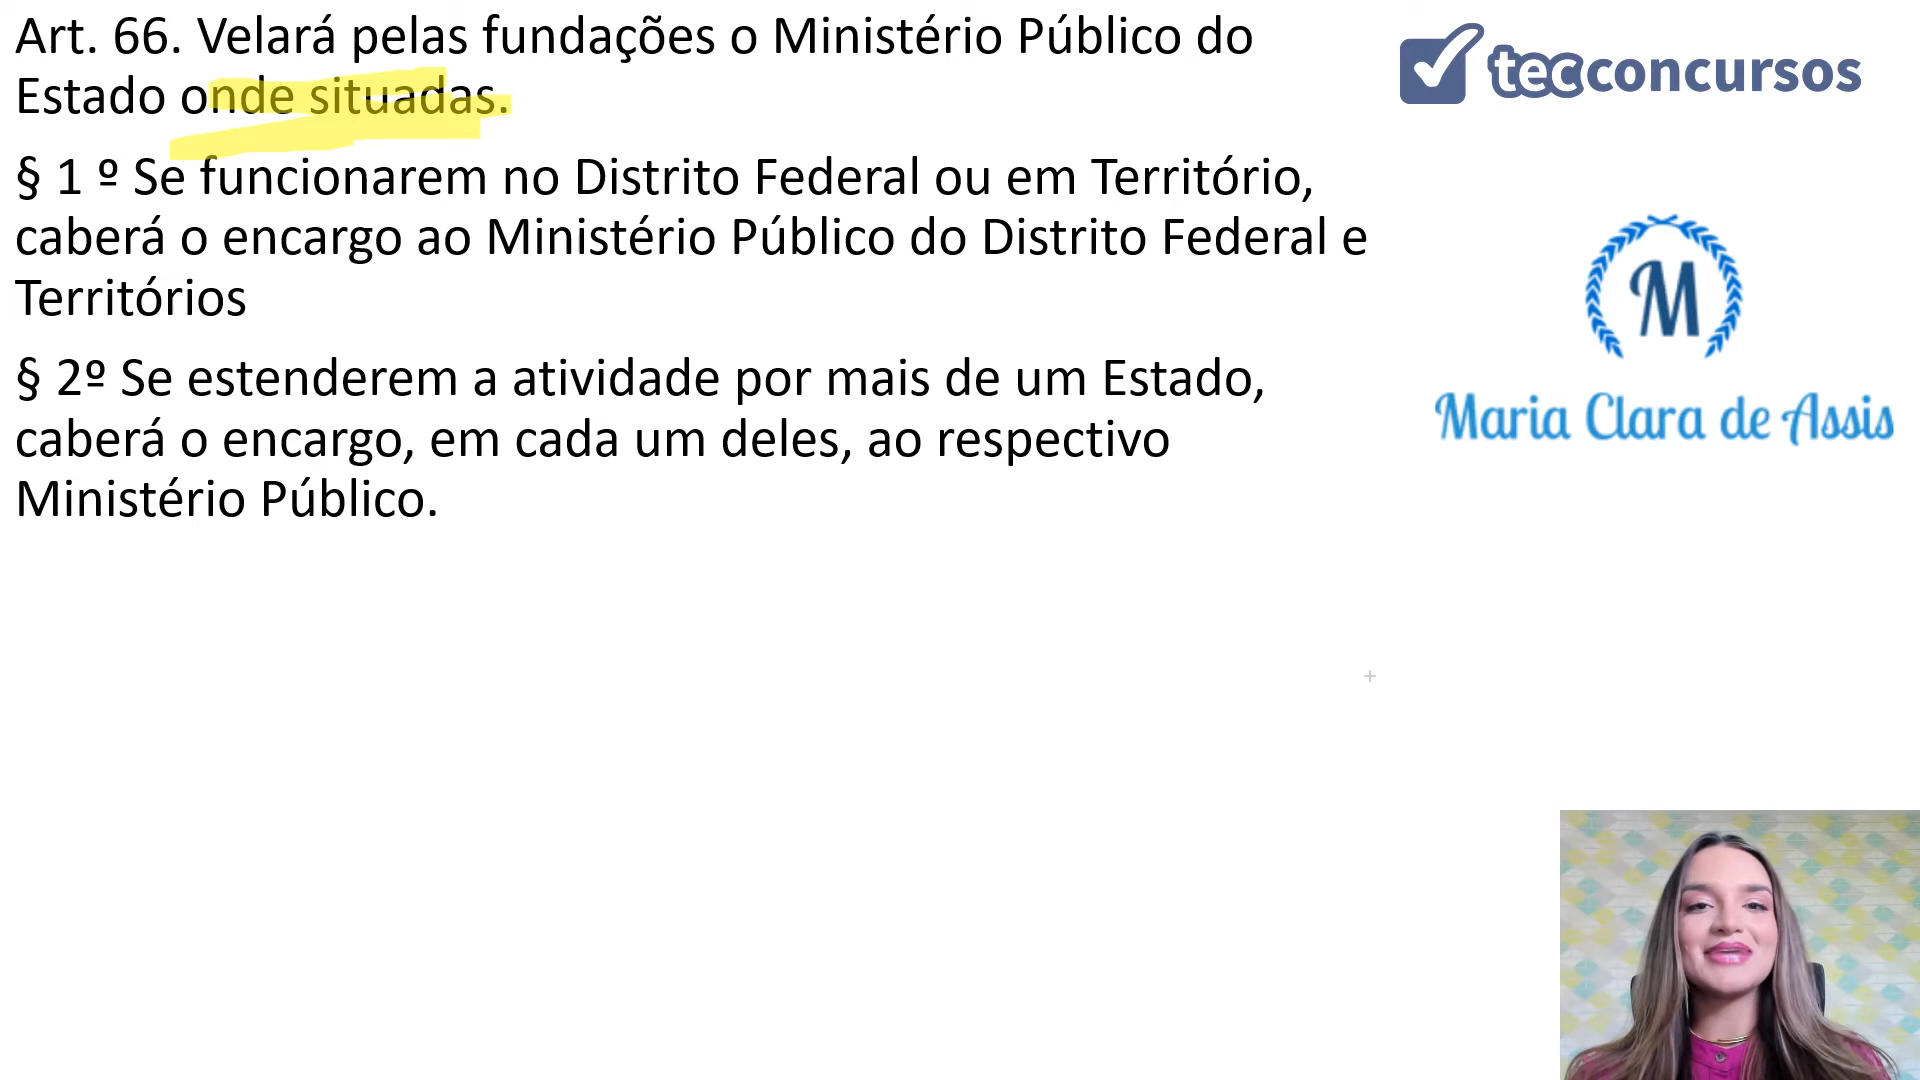 Art. 66. Velará pelas fundações o Ministério Público do
Estado onde situadas.
§ 1 º Se funcionarem no Distrito Federal ou em Território,
caberá o encargo ao Ministério Público do Distrito Federal e
Territórios
§ 2º Se estenderem a atividade por mais de um Estado,
caberá o encargo, em cada um deles, ao respectivo
Ministério Público.
tecconcursos
M
Maria Clara de Assis